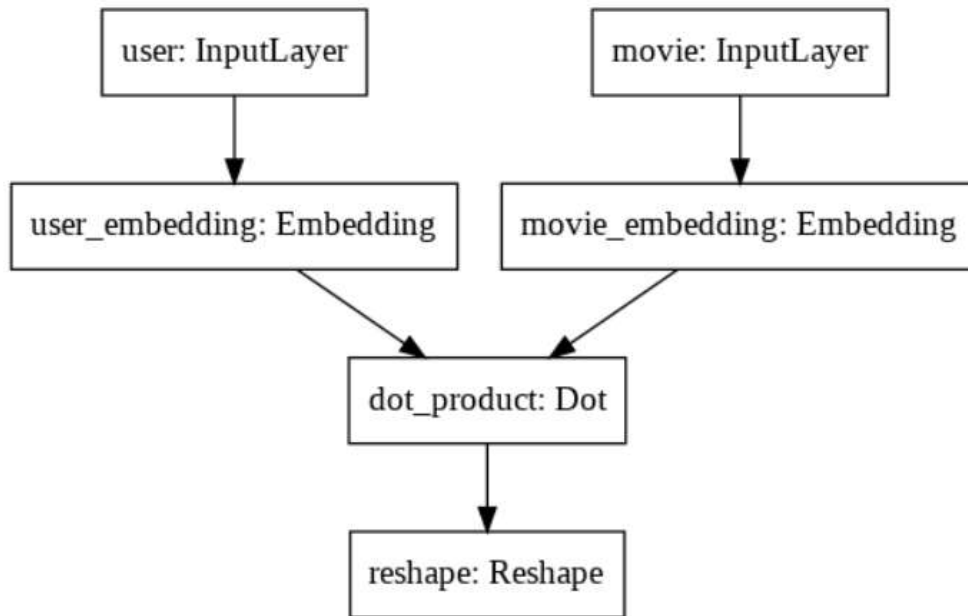 user: InputLayer
movie: InputLayer
user_embedding: Embedding
movie_embedding: Embedding
dot_product: Dot
reshape: Reshape